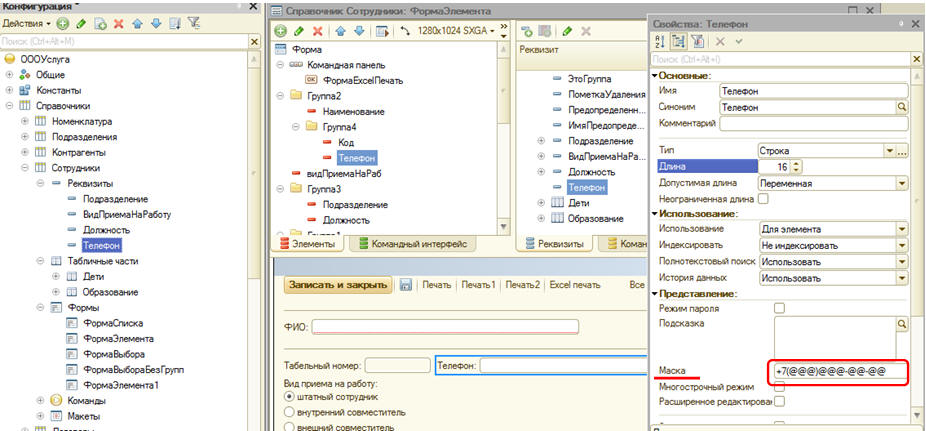 Конфигурация *
Действия
Поиск (Ctrl+Alt+M)
ОООУслуга
Общие
Константы
Справочники
Номенклатура
Подразделения
Контрагенты
Сотрудники
Реквизиты
Подразделение
ВидПриемаНаРаботу
Должность
Телефон
Табличные части
Дети
Образование
Формы
ФормаСписка
ФормаЭлемента
ФормаВыбора
ФормаВыбораБезГрупп
ФормаЭлемента1
Команды
Макеты
Справочник Сотрудники: ФормаЭлемента
1280x1024 SXGA
Форма
Командная панель
ФормаExcelПечать
Группа2
Наименование
Группа4
Код
Телефон
видПриемаНаРаб
Группа3
Подразделение
Должность
Элементы
Командный интерфейс
Реквизит
ЭтоГруппа
ПометкаУдаления
Предопределенн...
ИмяПредопреде...
Подразделение
ВидПриемаНаРа...
Должность
Телефон
Дети
Образование
Реквизиты
Коман
Записать и закрыть
Печать
Печать1
Печать2
Excel печать
Все
ФИО:
Табельный номер:
Телефон:
Вид приема на работу:
штатный сотрудник
внутренний совместитель
внешний совместитель
Свойства: Телефон
Поиск (Ctrl+Alt+I)
Основные:
Имя Телефон
Синоним Телефон
Комментарий
Тип Строка
Длина 16
Допустимая длина Переменная
Неограниченная длина
Использование:
Использование Для элемента
Индексировать Не индексировать
Полнотекстовый поиск Использовать
История данных Использовать
Представление:
Режим пароля
Подсказка
Маска +7(@@@)@@@-@@-@@
Многострочный режим
Расширенное редактирован